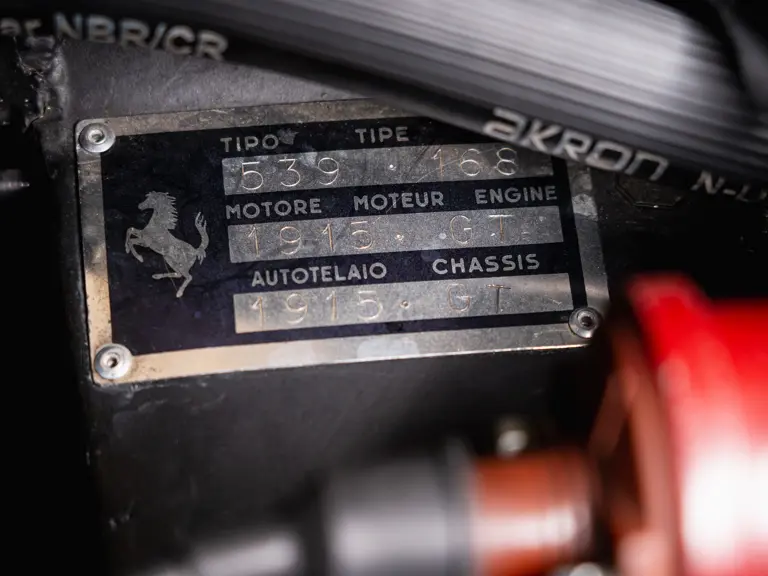 NBR/CR
akron N-L
TIPO TIPE
539 · 168
MOTORE MOTEUR ENGINE
1915 · GT
AUTOTELAIO CHASSIS
1915 · GT